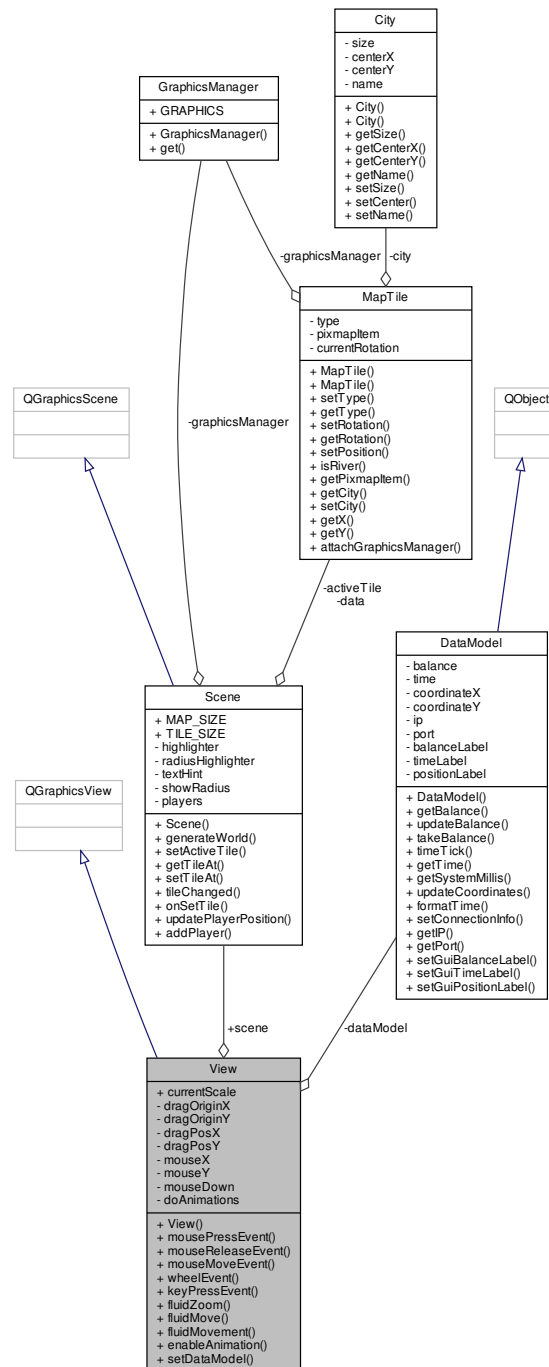 City
- size
- centerX
- centerY
- name
+ City()
+ City()
+ getSize()
+ getCenterX()
+ getCenterY()
+ getName()
+ setSize()
+ setCenter()
+ setName()
GraphicsManager
+ GRAPHICS
+ GraphicsManager()
+ get()
-graphicsManager
-city
MapTile
- type
- pixmapItem
- currentRotation
+ MapTile()
+ MapTile()
+ setType()
+ getType()
+ setRotation()
+ getRotation()
+ setPosition()
+ isRiver()
+ getPixmapItem()
+ getCity()
+ setCity()
+ getX()
+ getY()
+ attachGraphicsManager()
QGraphicsScene
-graphicsManager
QObject
-activeTile
-data
DataModel
- balance
- time
- coordinateX
- coordinateY
- ip
- port
- balanceLabel
- timeLabel
- positionLabel
+ DataModel()
+ getBalance()
+ updateBalance()
+ takeBalance()
+ timeTick()
+ getTime()
+ getSystemMillis()
+ updateCoordinates()
+ formatTime()
+ setConnectionInfo()
+ getIP()
+ getPort()
+ setGuiBalanceLabel()
+ setGuiTimeLabel()
+ setGuiPositionLabel()
Scene
+ MAP_SIZE
+ TILE_SIZE
- highlighter
- radiusHighlighter
- textHint
- showRadius
- players
+ Scene()
+ generateWorld()
+ setActiveTile()
+ getTileAt()
+ setTileAt()
+ tileChanged()
+ onSetTile()
+ updatePlayerPosition()
+ addPlayer()
QGraphicsView
+scene
-dataModel
View
+ currentScale
- dragOriginX
- dragOriginY
- dragPosX
- dragPosY
- mouseX
- mouseY
- mouseDown
- doAnimations
+ View()
+ mousePressEvent()
+ mouseReleaseEvent()
+ mouseMoveEvent()
+ wheelEvent()
+ keyPressEvent()
+ fluidZoom()
+ fluidMove()
+ fluidMovement()
+ enableAnimation()
+ setDataModel()